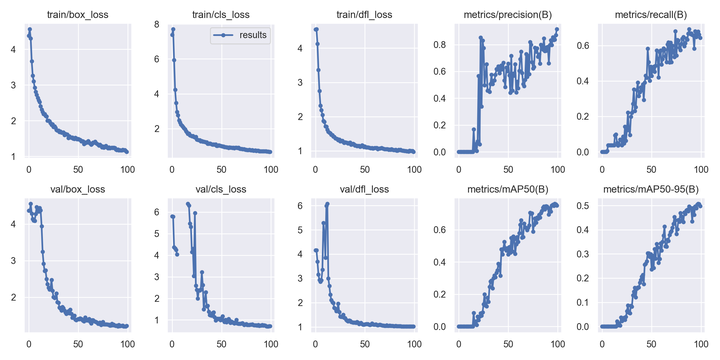 train/box_loss
train/cls_loss
train/dfl_loss
metrics/precision(B)
metrics/recall(B)
results
4
3
2
1
0 50 100
8
6
4
2
0 50 100
4
3
2
1
0 50 100
0.8
0.6
0.4
0.2
0.0
0 50 100
0.6
0.4
0.2
0.0
0 50 100
val/box_loss
val/cls_loss
val/dfl_loss
metrics/mAP50(B)
metrics/mAP50-95(B)
4
3
2
0 50 100
6
5
4
3
2
1
0 50 100
6
5
4
3
2
1
0 50 100
0.6
0.4
0.2
0.0
0 50 100
0.5
0.4
0.3
0.2
0.1
0.0
0 50 100